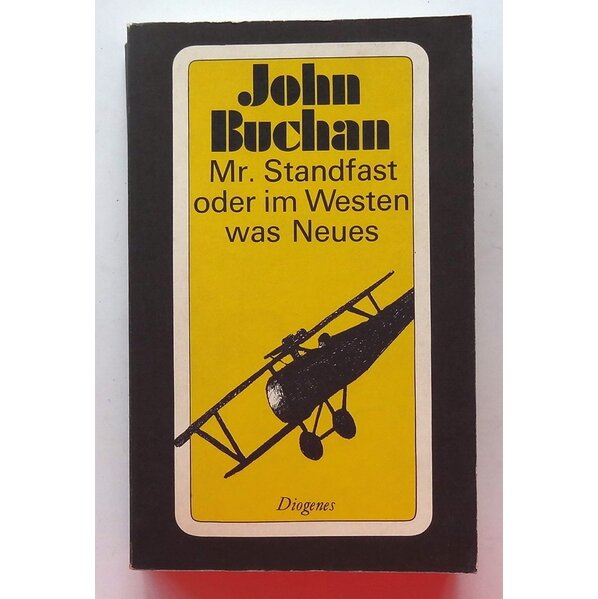 John
Buchan
Mr. Standfast
oder im Westen
was Neues
Diogenes